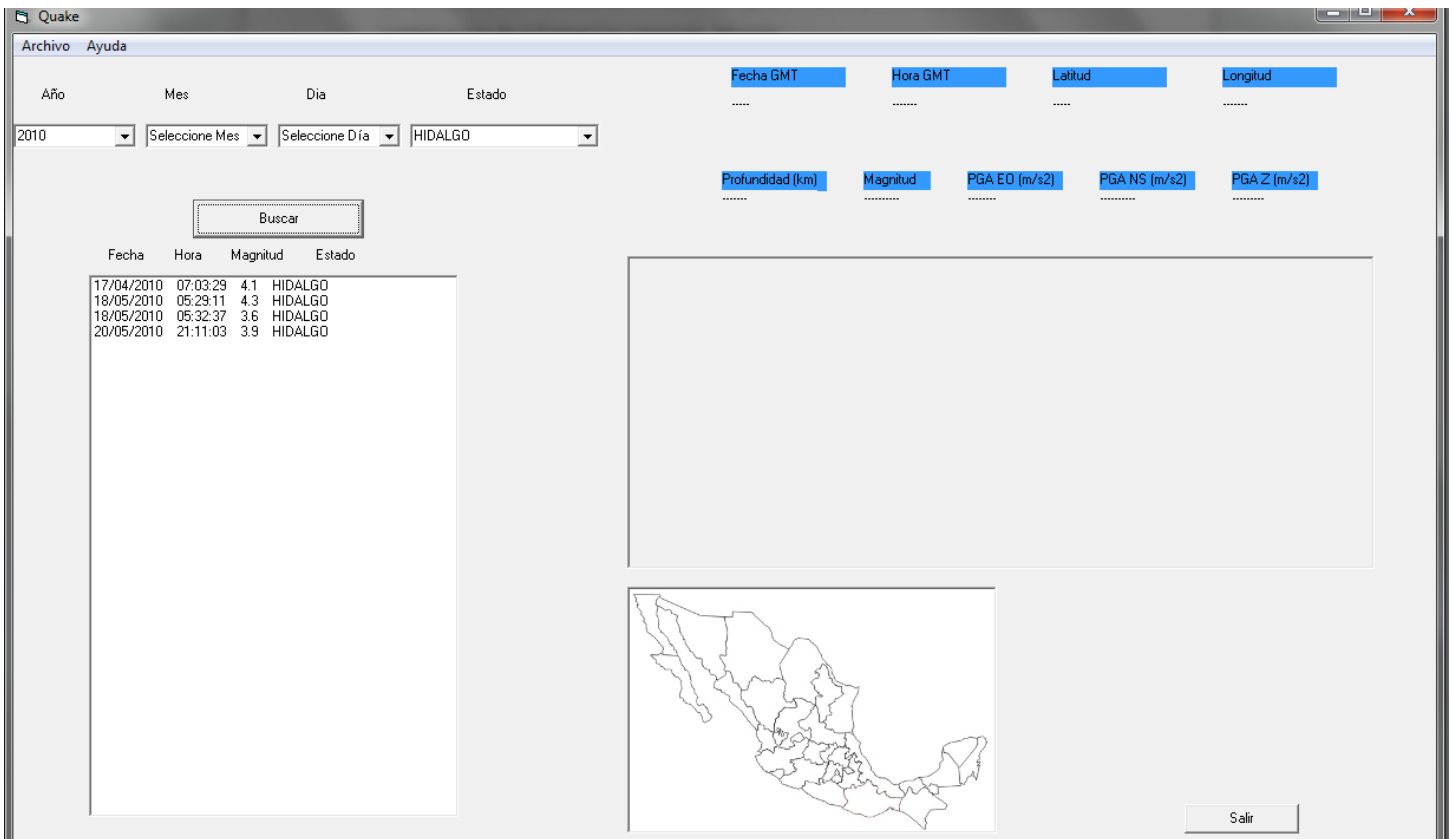 Quake
Archivo Ayuda
Año Mes Dia Estado
2010 Seleccione Mes Seleccione Día HIDALGO
Buscar
Fecha Hora Magnitud Estado
17/04/2010 07:03:29 4.1 HIDALGO
18/05/2010 05:29:11 4.3 HIDALGO
18/05/2010 05:32:37 3.6 HIDALGO
20/05/2010 21:11:03 3.9 HIDALGO
Fecha GMT Hora GMT Latitud Longitud
----- ------- ----- -------
Profundidad (km) Magnitud PGA EO (m/s2) PGA NS (m/s2) PGA Z (m/s2)
------- ---------- -------- ---------- ---------
Salir